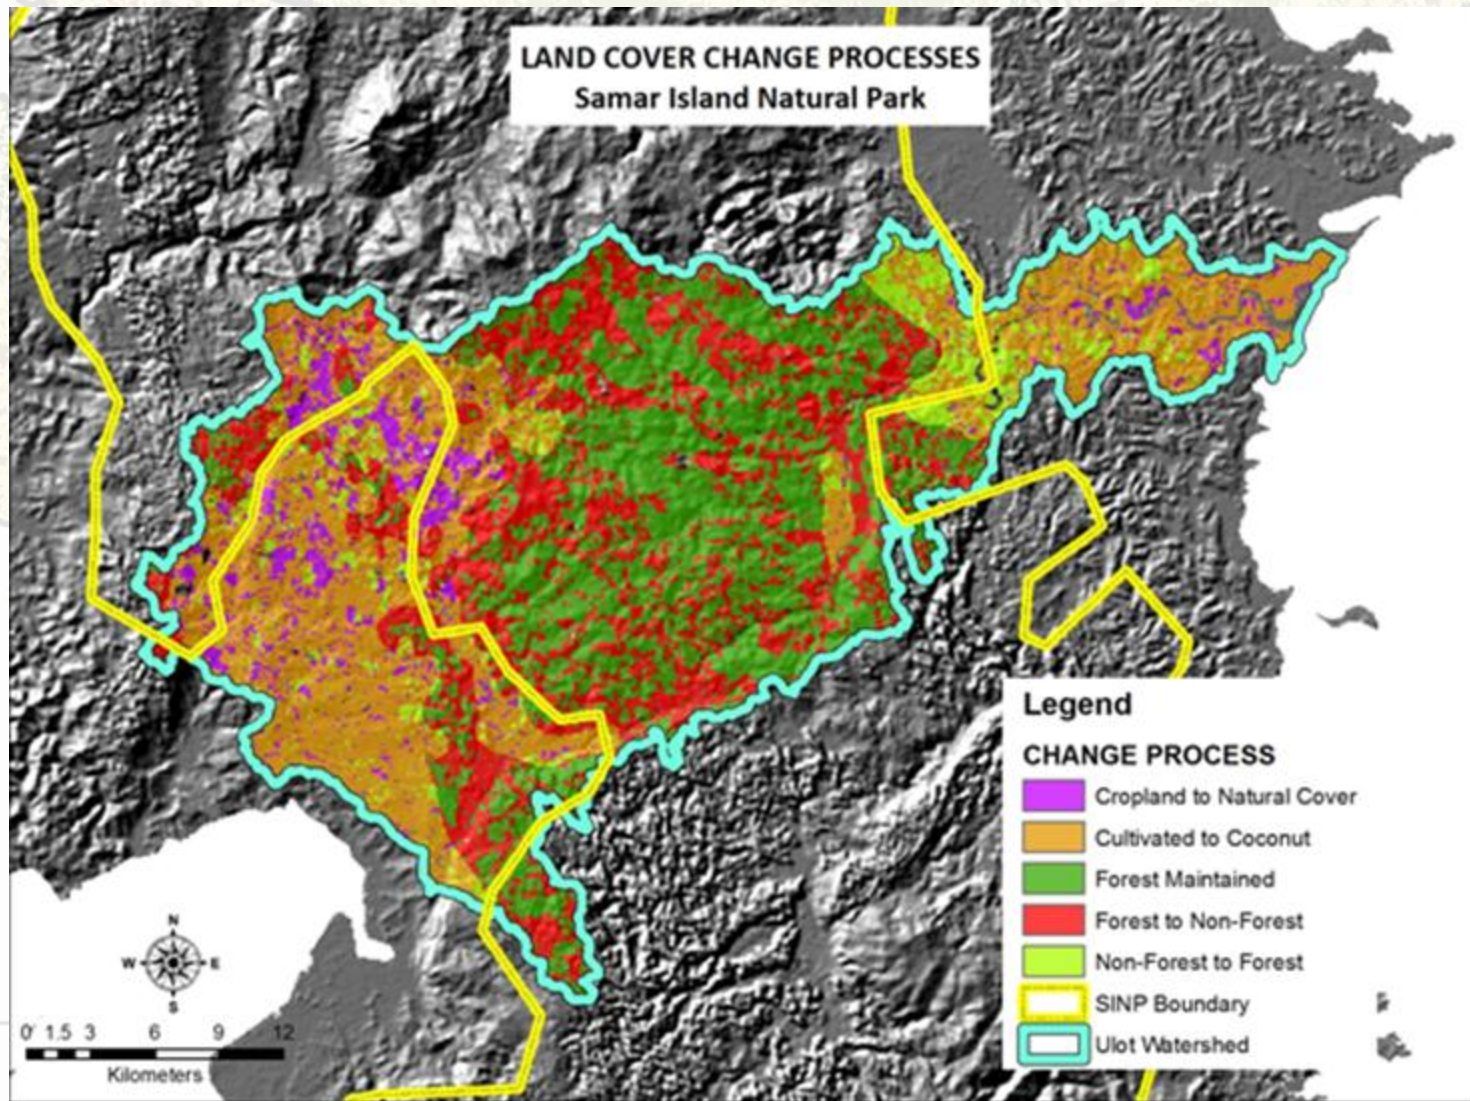 LAND COVER CHANGE PROCESSES
Samar Island Natural Park
Legend
CHANGE PROCESS
Cropland to Natural Cover
Cultivated to Coconut
Forest Maintained
Forest to Non-Forest
Non-Forest to Forest
SINP Boundary
Ulot Watershed
N
W E
S
0 1.5 3 6 9 12
Kilometers